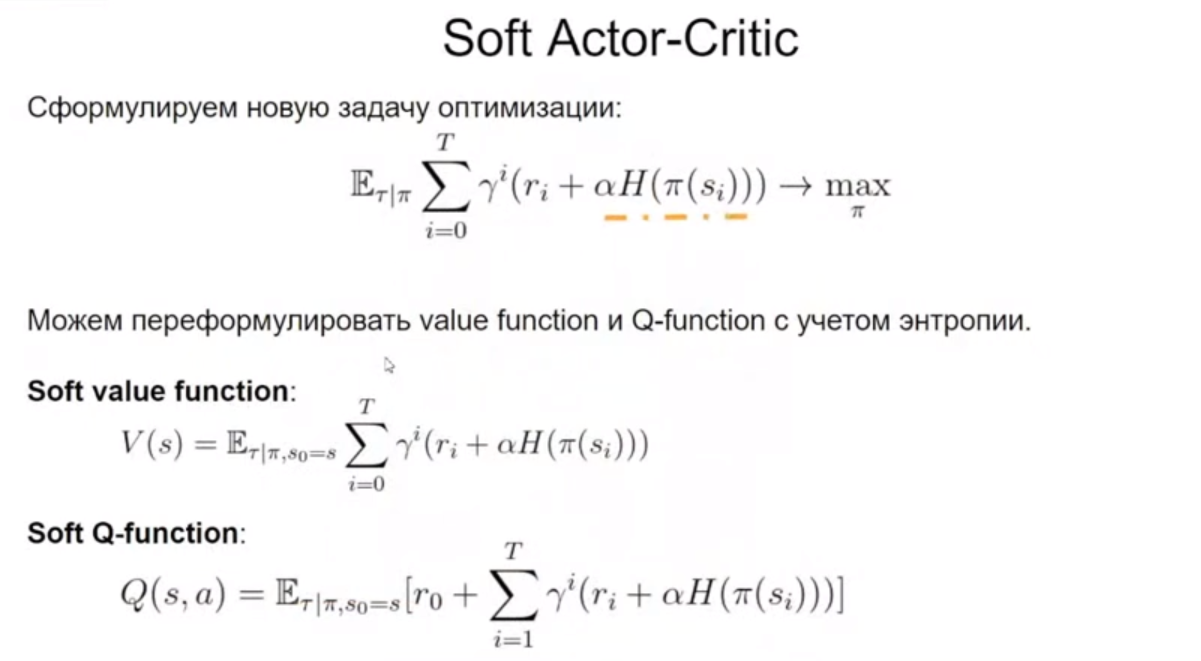 Soft Actor-Critic
Сформулируем новую задачу оптимизации:
$\mathbb{E}_{\tau|\pi} \sum_{i=0}^{T} \gamma^i (r_i + \alpha H(\pi(s_i))) \to \max_{\pi}$
Можем переформулировать value function и Q-function с учетом энтропии.
Soft value function:
$V(s) = \mathbb{E}_{\tau|\pi, s_0=s} \sum_{i=0}^{T} \gamma^i (r_i + \alpha H(\pi(s_i)))$
Soft Q-function:
$Q(s, a) = \mathbb{E}_{\tau|\pi, s_0=s} [r_0 + \sum_{i=1}^{T} \gamma^i (r_i + \alpha H(\pi(s_i)))]$